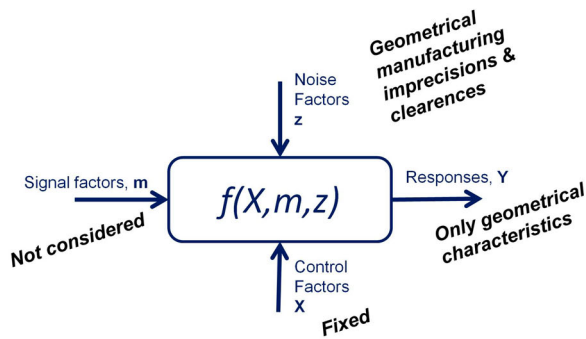 Geometrical
manufacturing
imprecisions &
clearences
Noise
Factors
z
Signal factors, m
f(X,m,z)
Responses, Y
Not considered
Only geometrical
characteristics
Control
Factors
X
Fixed